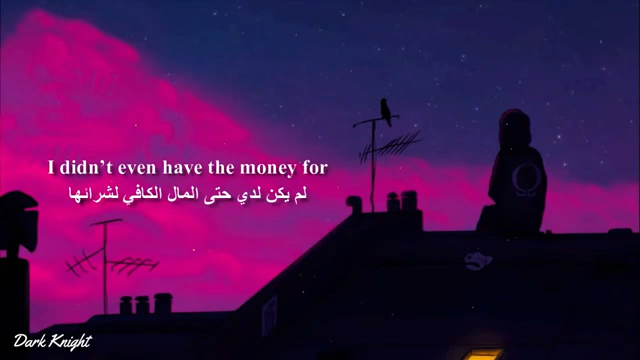 I didn't even have the money for
لم يكن لدي حتى المال الكافي لشرائها
Ω
Dark Knight